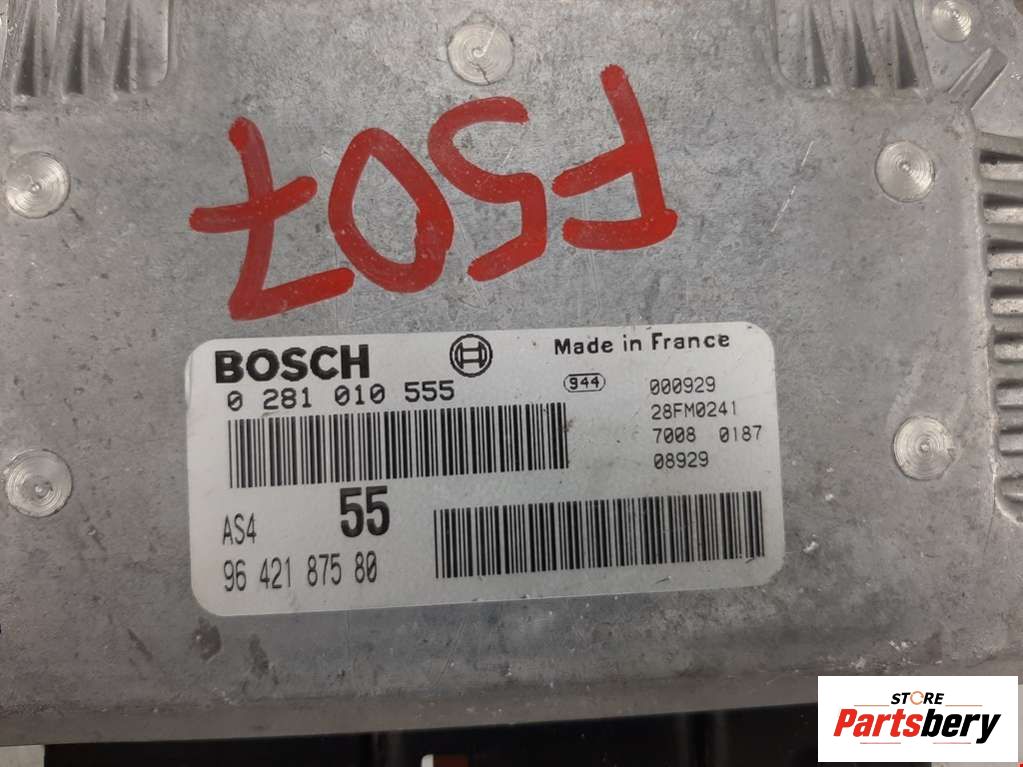 F507
BOSCH
Made in France
0 281 010 555
944
000929
28FM0241
7008 0187
08929
AS4 55
96 421 875 80
STORE
Partsbery